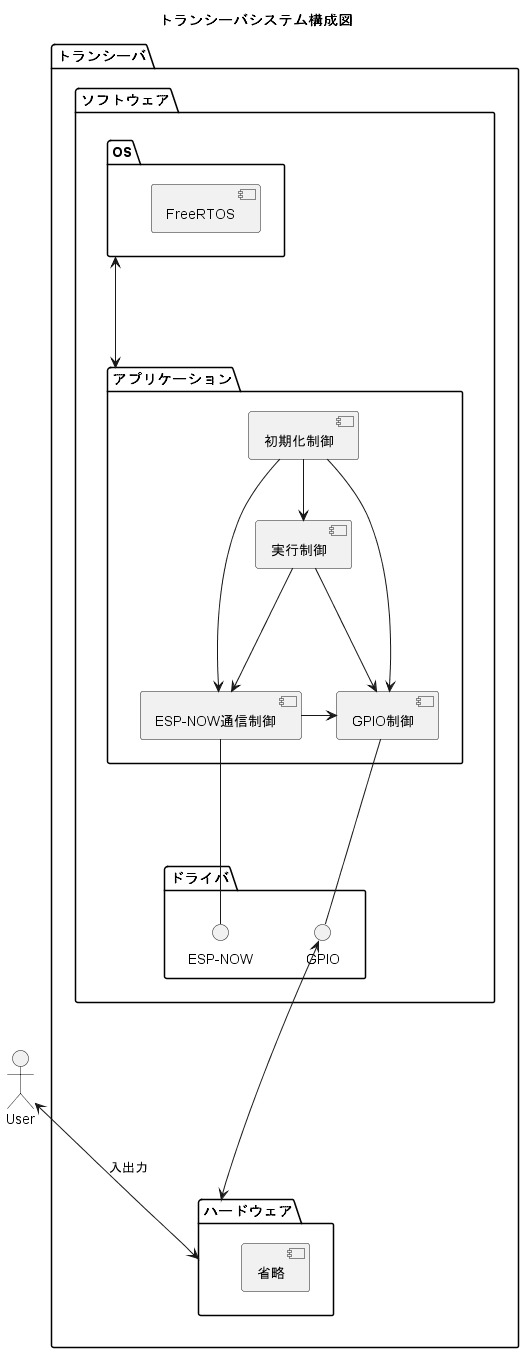 トランシーバシステム構成図
トランシーバ
ソフトウェア
OS
FreeRTOS
アプリケーション
初期化制御
実行制御
ESP-NOW通信制御
GPIO制御
ドライバ
ESP-NOW
GPIO
User
入出力
ハードウェア
省略